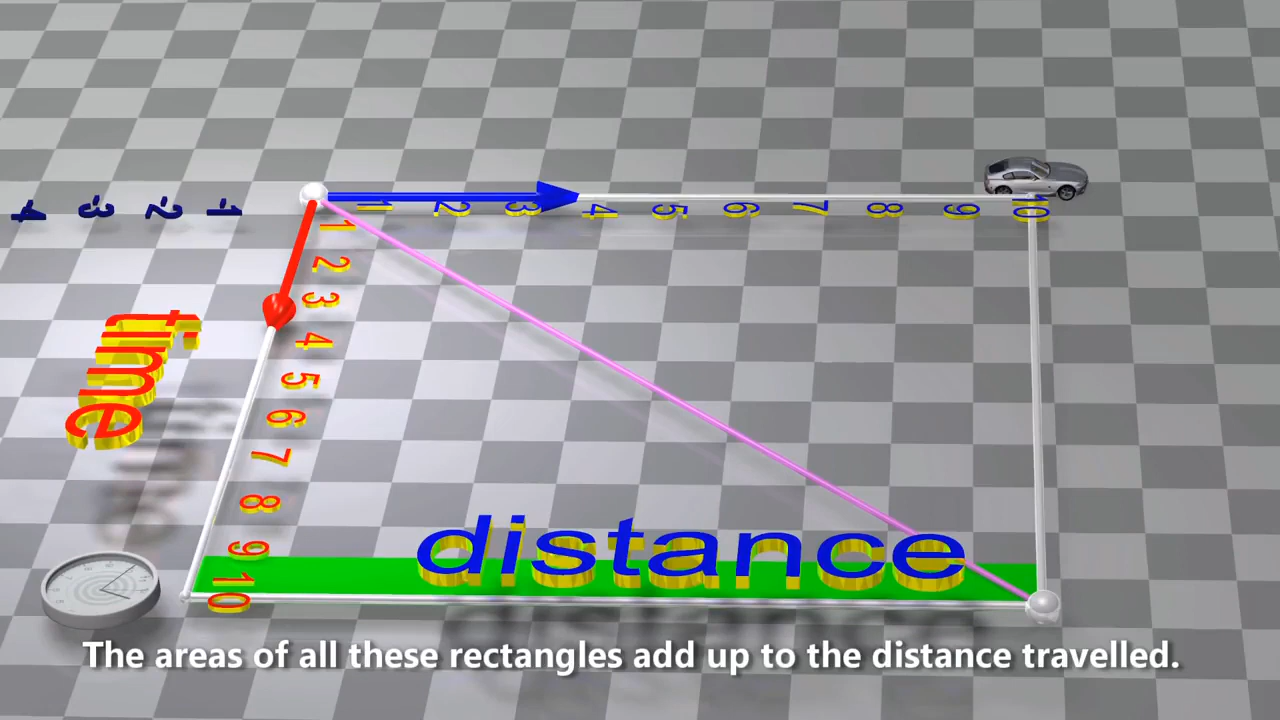 -4 -3 -2 -1 1 2 3 4 5 6 7 8 9 10
1
2
3
4
5
6
7
8
9
10
time
distance
The areas of all these rectangles add up to the distance travelled.